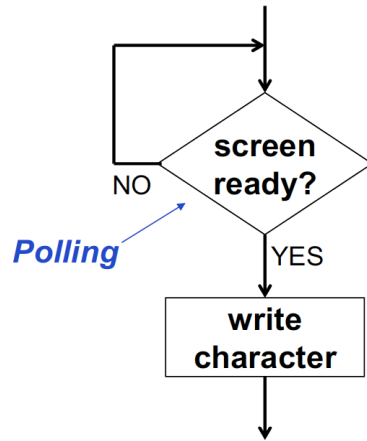 screen
ready?
NO
Polling
YES
write
character